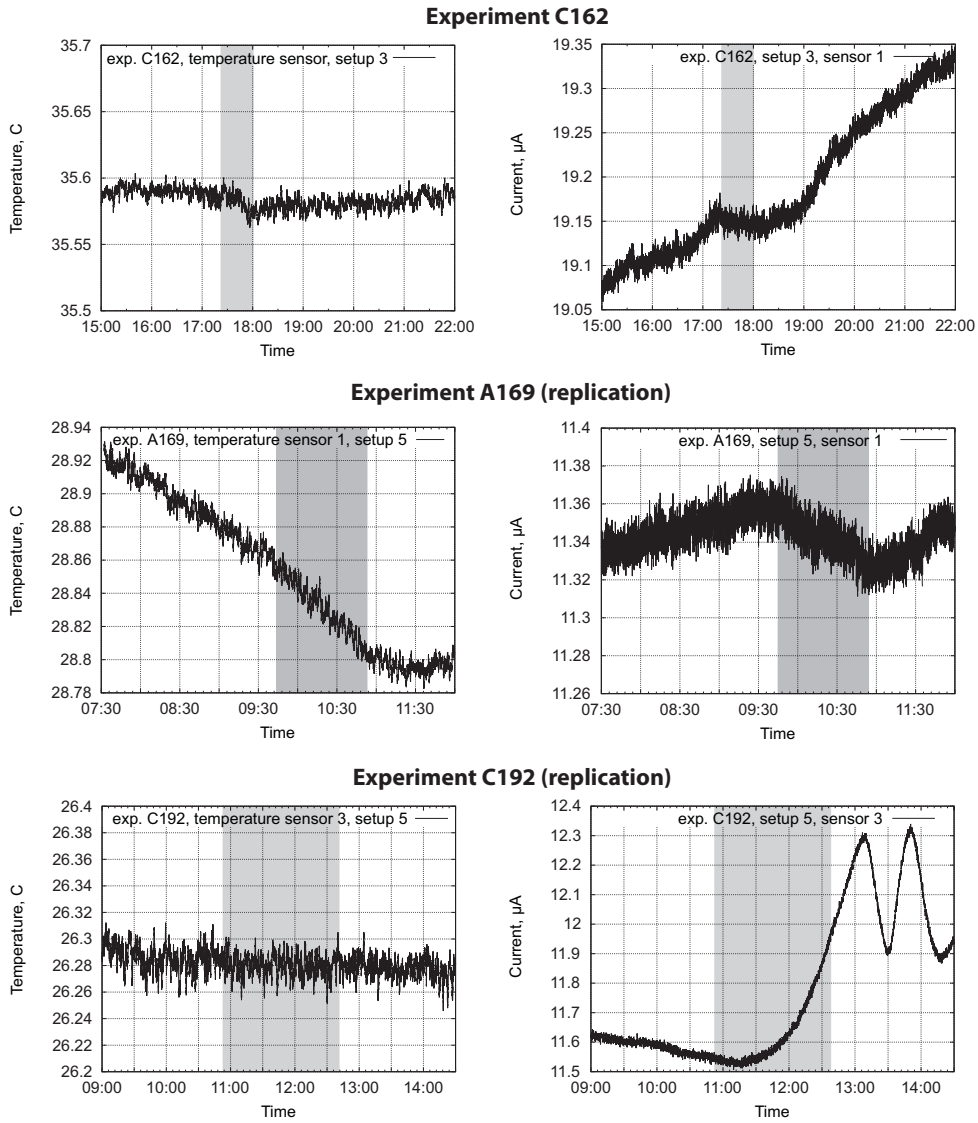 Experiment C162
exp. C162, temperature sensor, setup 3
35.7
35.65
35.6
35.55
35.5
Temperature, C
15:00 16:00 17:00 18:00 19:00 20:00 21:00 22:00
Time
exp. C162, setup 3, sensor 1
19.35
19.3
19.25
19.2
19.15
19.1
19.05
Current, µA
15:00 16:00 17:00 18:00 19:00 20:00 21:00 22:00
Time
Experiment A169 (replication)
exp. A169, temperature sensor 1, setup 5
28.94
28.92
28.9
28.88
28.86
28.84
28.82
28.8
28.78
Temperature, C
07:30 08:30 09:30 10:30 11:30
Time
exp. A169, setup 5, sensor 1
11.4
11.38
11.36
11.34
11.32
11.3
11.28
11.26
Current, µA
07:30 08:30 09:30 10:30 11:30
Time
Experiment C192 (replication)
exp. C192, temperature sensor 3, setup 5
26.4
26.38
26.36
26.34
26.32
26.3
26.28
26.26
26.24
26.22
26.2
Temperature, C
09:00 10:00 11:00 12:00 13:00 14:00
Time
exp. C192, setup 5, sensor 3
12.4
12.3
12.2
12.1
12
11.9
11.8
11.7
11.6
11.5
Current, µA
09:00 10:00 11:00 12:00 13:00 14:00
Time